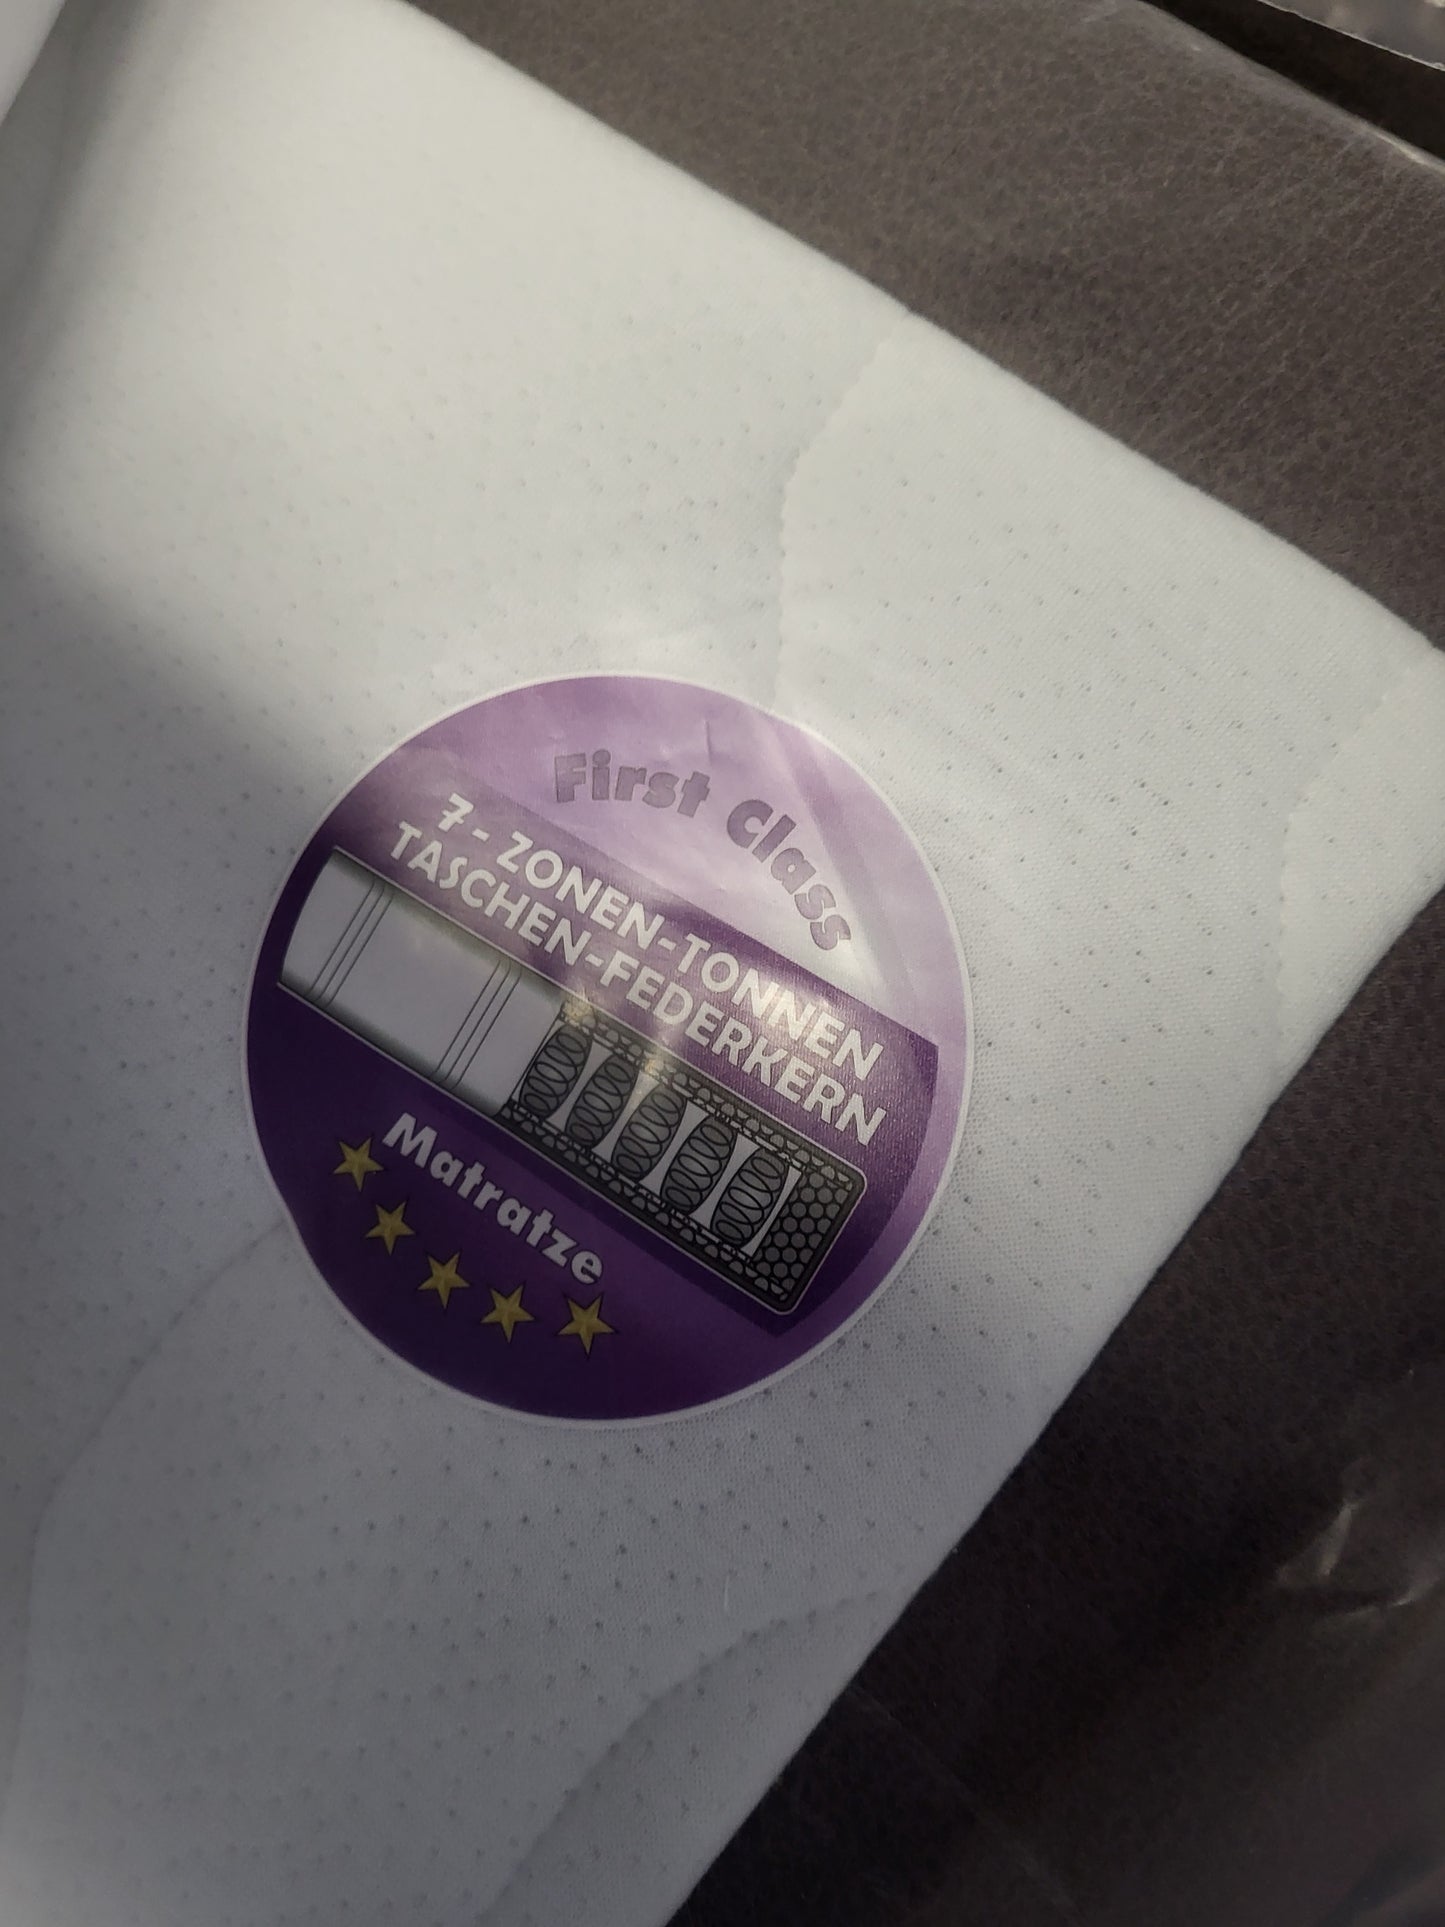 First Class
7-ZONEN-TONNEN
TASCHEN-FEDERKERN
Matratze